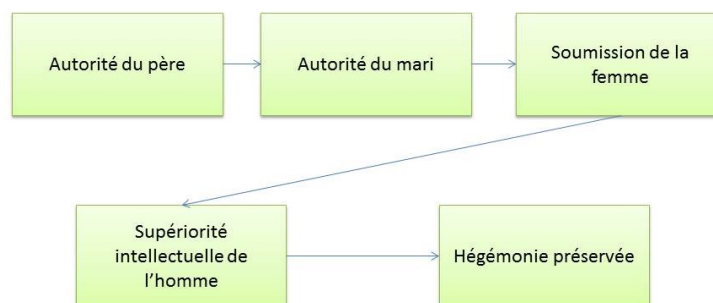 Autorité du père
Autorité du mari
Soumission de la
femme
Supériorité
intellectuelle de
l'homme
Hégémonie préservée